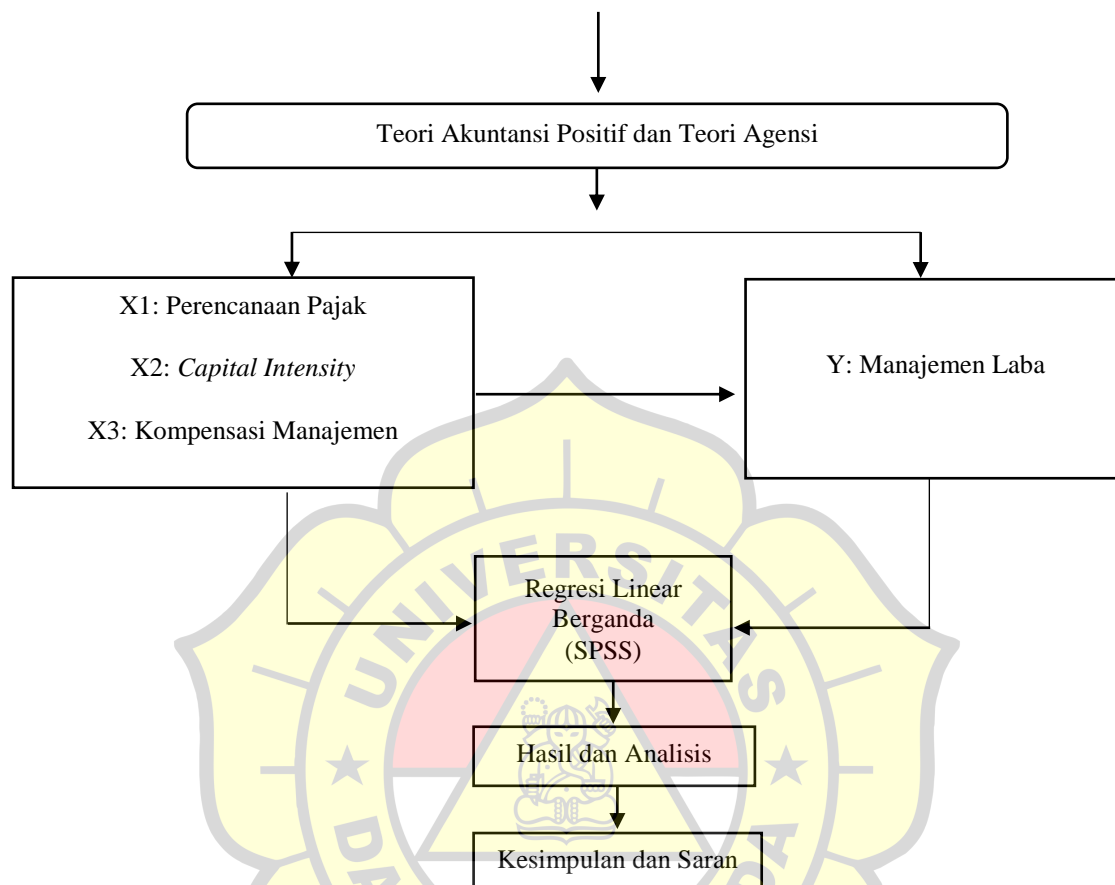 Teori Akuntansi Positif dan Teori Agensi
X1: Perencanaan Pajak
X2: Capital Intensity
X3: Kompensasi Manajemen
Y: Manajemen Laba
UNIVERSITAS
Regresi Linear
Berganda
(SPSS)
Hasil dan Analisis
Kesimpulan dan Saran